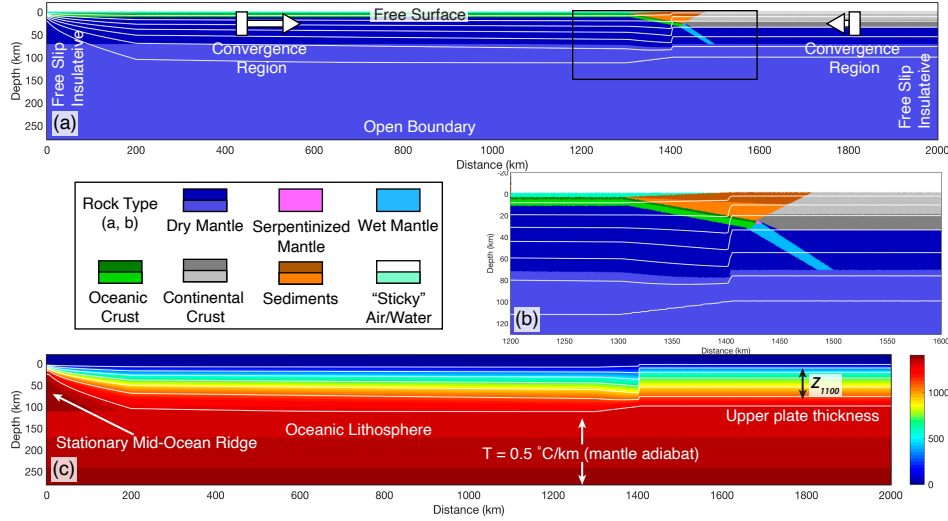 Free Surface
Convergence
Region
Convergence
Region
Free Slip
Insulateive
Free Slip
Insulateive
Open Boundary
(a)
Depth (km)
0
50
100
150
200
250
0 200 400 600 800 1000 1200 1400 1600 1800 2000
Distance (km)
Rock Type
(a, b)
Dry Mantle
Serpentinized
Mantle
Wet Mantle
Oceanic
Crust
Continental
Crust
Sediments
“Sticky”
Air/Water
Depth (km)
-20
0
20
40
60
80
100
120
(b)
1200 1250 1300 1350 1400 1450 1500 1550 1600
Distance (km)
Depth (km)
0
50
100
150
200
250
Z1100
Upper plate thickness
Oceanic Lithosphere
Stationary Mid-Ocean Ridge
T = 0.5 ˚C/km (mantle adiabat)
(c)
0 200 400 600 800 1000 1200 1400 1600 1800 2000
Distance (km)
1000
500
0